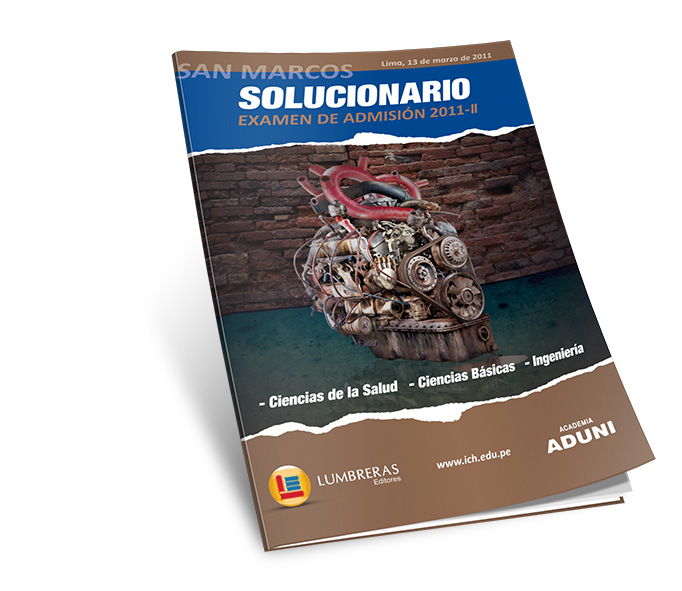 Lima, 13 de marzo de 2011
SAN MARCOS
SOLUCIONARIO
EXAMEN DE ADMISIÓN 2011-II
- Ciencias de la Salud - Ciencias Básicas - Ingeniería
LUMBRERAS
Editores
www.ich.edu.pe
ACADEMIA
ADUNI